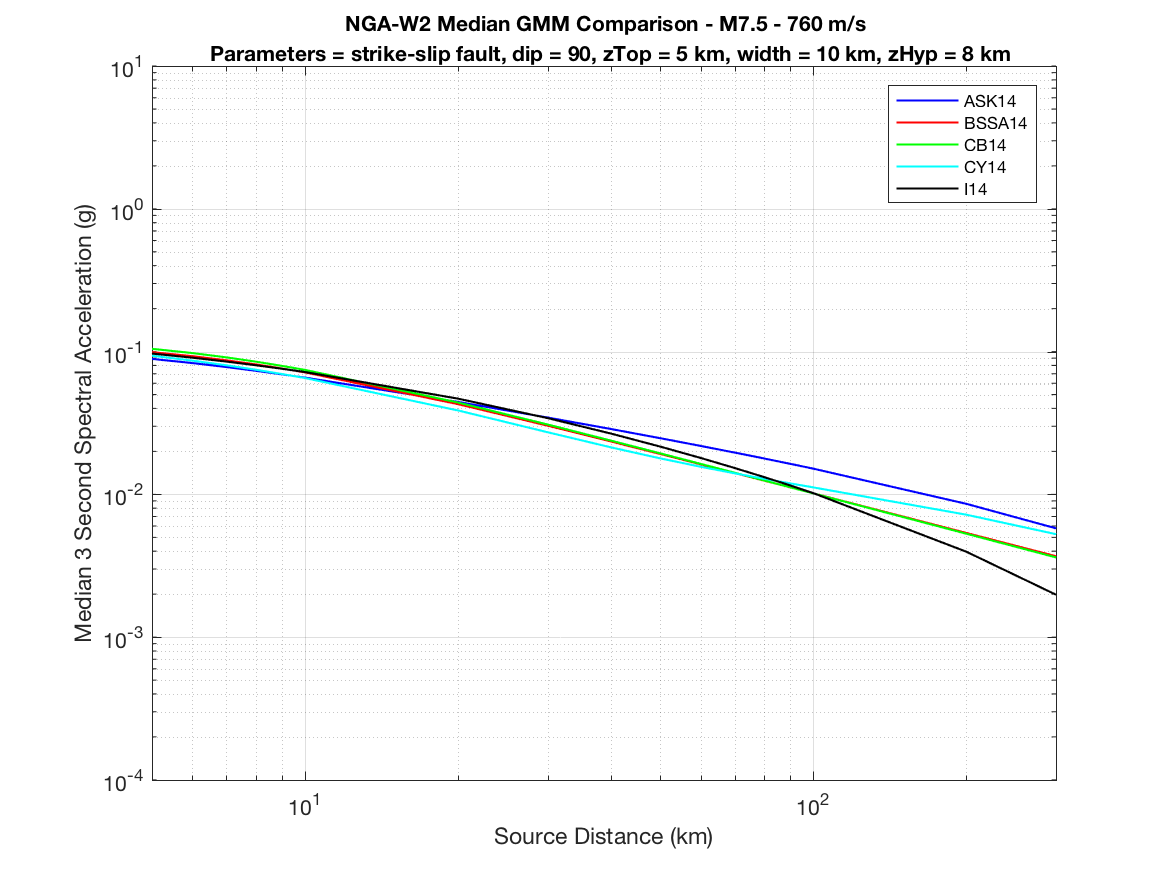 NGA-W2 Median GMM Comparison - M7.5 - 760 m/s
Parameters = strike-slip fault, dip = 90, zTop = 5 km, width = 10 km, zHyp = 8 km
10^1
ASK14
BSSA14
CB14
CY14
I14
10^0
10^-1
10^-2
10^-3
10^-4
Median 3 Second Spectral Acceleration (g)
10^1
10^2
Source Distance (km)